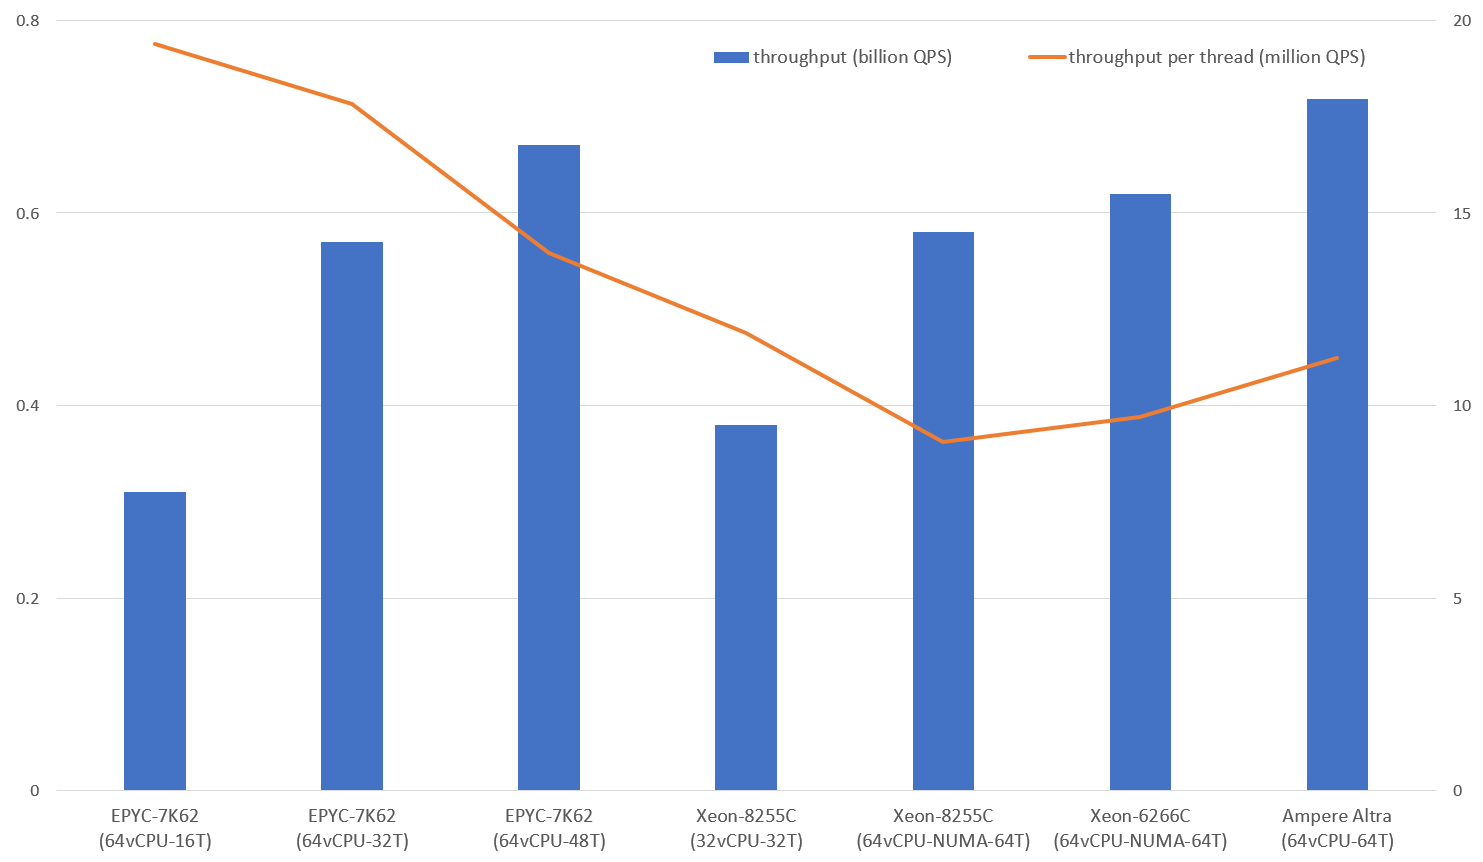 0.8
20
throughput (billion QPS)
throughput per thread (million QPS)
0.6
15
0.4
10
0.2
5
0
0
EPYC-7K62
(64vCPU-16T)
EPYC-7K62
(64vCPU-32T)
EPYC-7K62
(64vCPU-48T)
Xeon-8255C
(32vCPU-32T)
Xeon-8255C
(64vCPU-NUMA-64T)
Xeon-6266C
(64vCPU-NUMA-64T)
Ampere Altra
(64vCPU-64T)